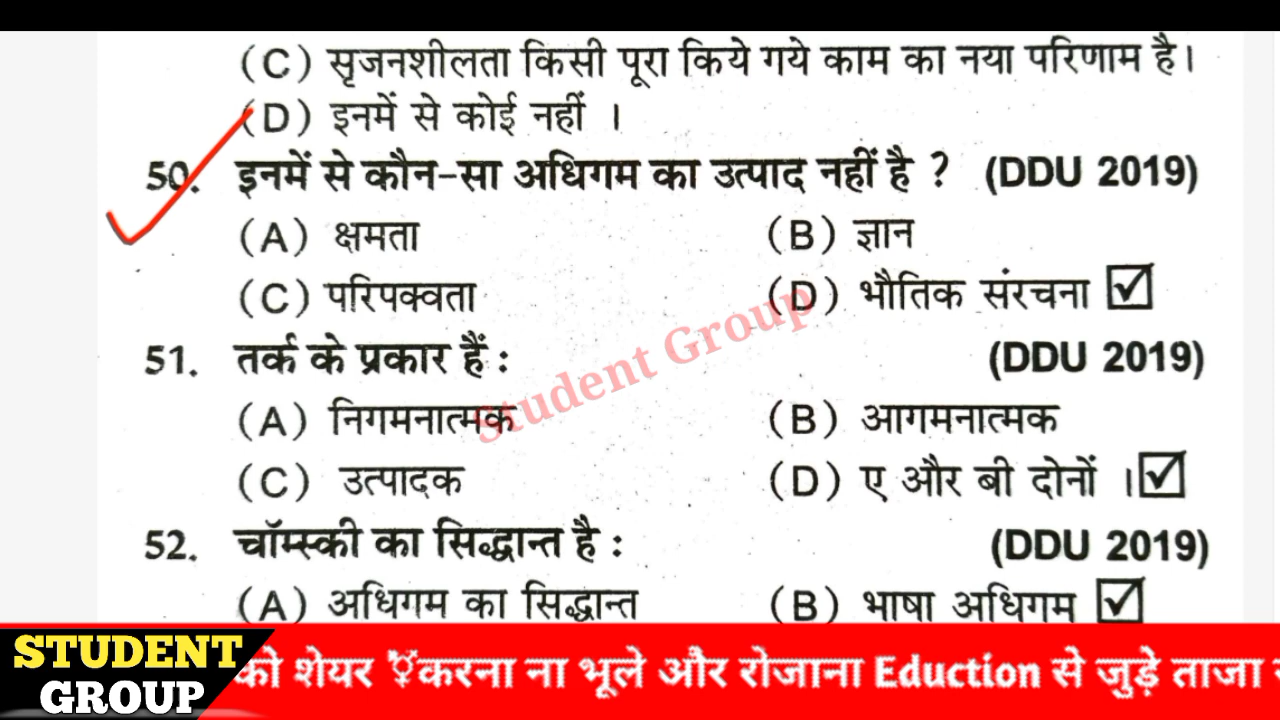 (C) सृजनशीलता किसी पूरा किये गये काम का नया परिणाम है।
(D) इनमें से कोई नहीं ।
50. इनमें से कौन-सा अधिगम का उत्पाद नहीं है ? (DDU 2019)
(A) क्षमता (B) ज्ञान
(C) परिपक्वता (D) भौतिक संरचना
51. तर्क के प्रकार हैं : (DDU 2019)
(A) निगमनात्मक (B) आगमनात्मक
(C) उत्पादक (D) ए और बी दोनों ।
52. चॉम्स्की का सिद्धान्त है : (DDU 2019)
(A) अधिगम का सिद्धान्त (B) भाषा अधिगम
Student Group
STUDENT
GROUP
को शेयर करना ना भूले और रोजाना Eduction से जुड़े ताजा